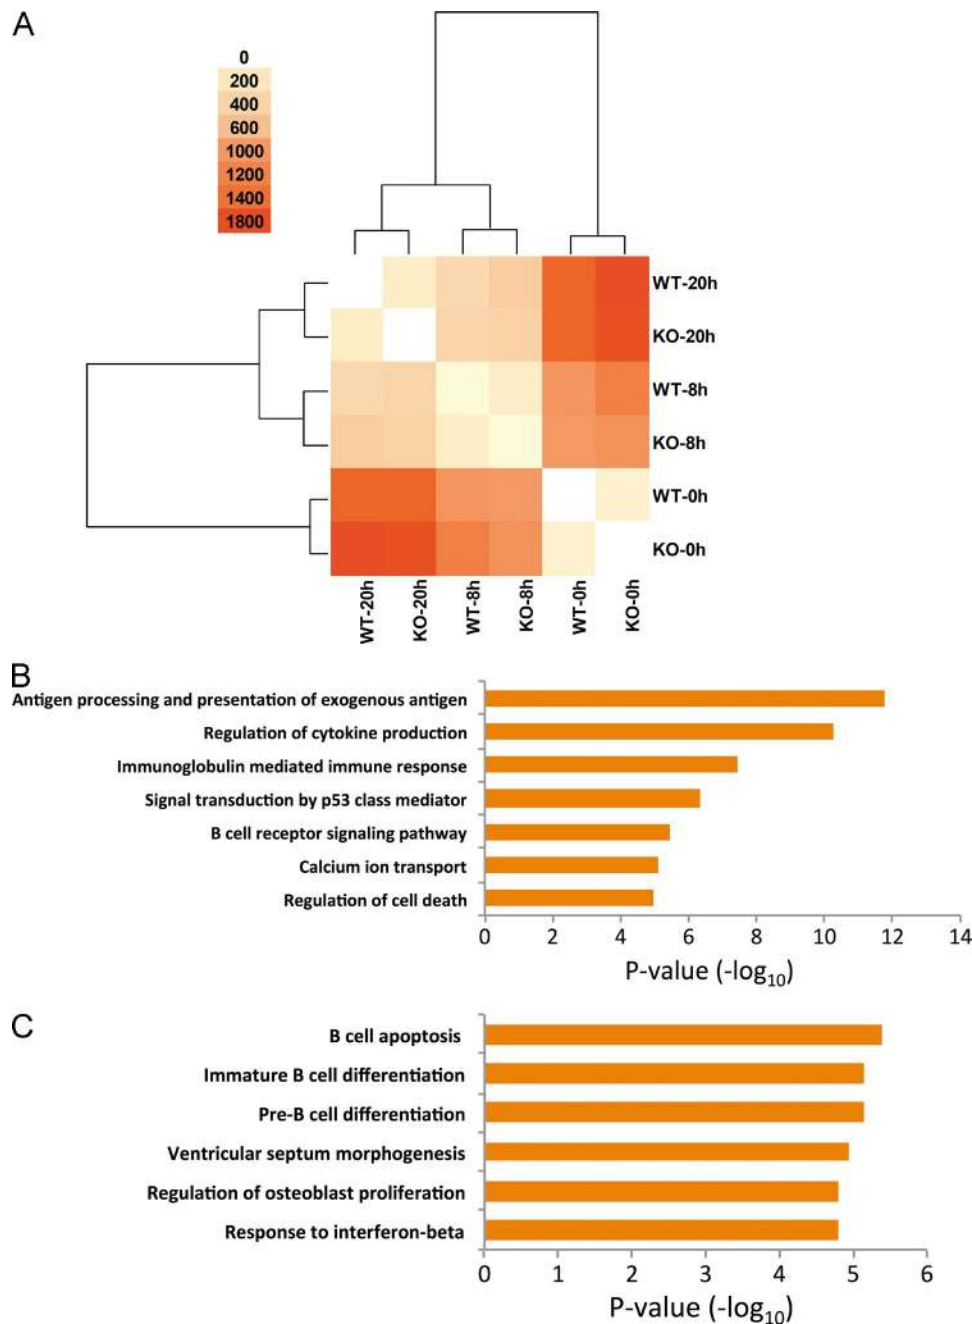 A
0
200
400
600
1000
1200
1400
1800
WT-20h
KO-20h
WT-8h
KO-8h
WT-0h
KO-0h
WT-20h
KO-20h
WT-8h
KO-8h
WT-0h
KO-0h
B
Antigen processing and presentation of exogenous antigen
Regulation of cytokine production
Immunoglobulin mediated immune response
Signal transduction by p53 class mediator
B cell receptor signaling pathway
Calcium ion transport
Regulation of cell death
0 2 4 6 8 10 12 14
P-value (-log₁₀)
C
B cell apoptosis
Immature B cell differentiation
Pre-B cell differentiation
Ventricular septum morphogenesis
Regulation of osteoblast proliferation
Response to interferon-beta
0 1 2 3 4 5 6
P-value (-log₁₀)